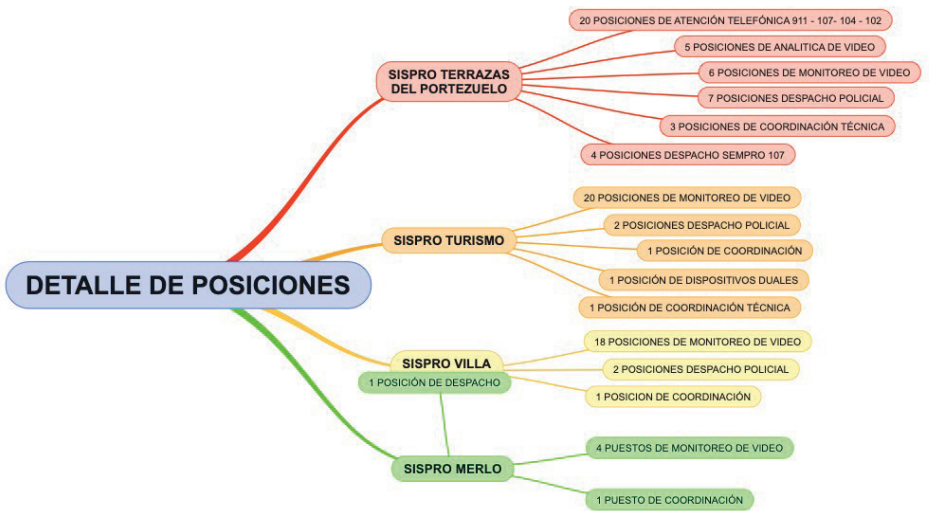 DETALLE DE POSICIONES
SISPRO TERRAZAS
DEL PORTEZUELO
20 POSICIONES DE ATENCIÓN TELEFÓNICA 911 - 107- 104 - 102
5 POSICIONES DE ANALITICA DE VIDEO
6 POSICIONES DE MONITOREO DE VIDEO
7 POSICIONES DESPACHO POLICIAL
3 POSICIONES DE COORDINACIÓN TÉCNICA
4 POSICIONES DESPACHO SEMPRO 107
SISPRO TURISMO
20 POSICIONES DE MONITOREO DE VIDEO
2 POSICIONES DESPACHO POLICIAL
1 POSICIÓN DE COORDINACIÓN
1 POSICIÓN DE DISPOSITIVOS DUALES
1 POSICIÓN DE COORDINACIÓN TÉCNICA
SISPRO VILLA
18 POSICIONES DE MONITOREO DE VIDEO
2 POSICIONES DESPACHO POLICIAL
1 POSICION DE COORDINACIÓN
SISPRO MERLO
1 POSICIÓN DE DESPACHO
4 PUESTOS DE MONITOREO DE VIDEO
1 PUESTO DE COORDINACIÓN